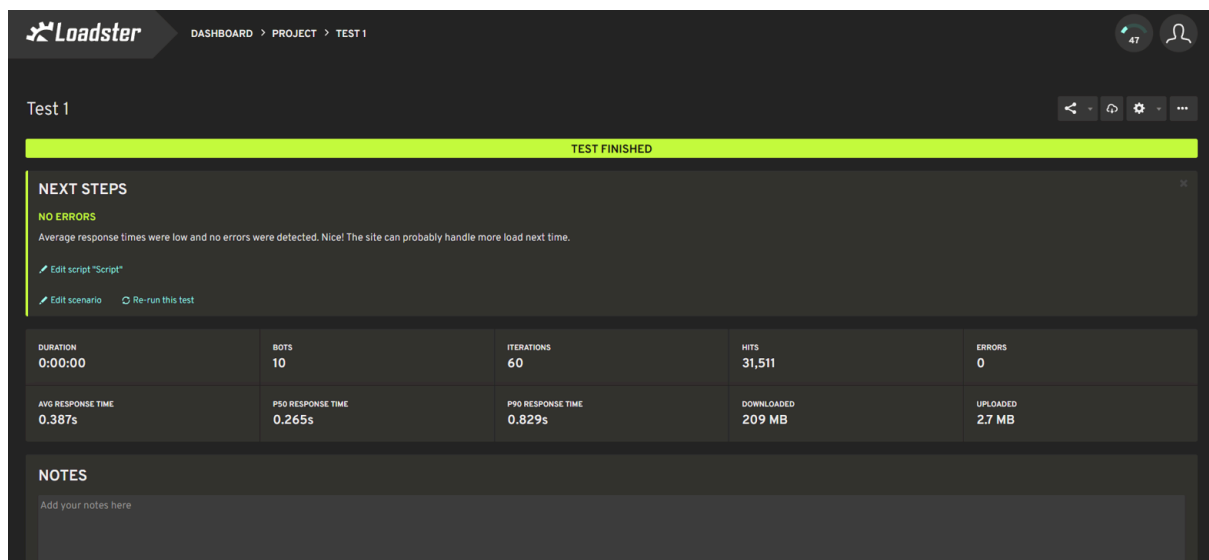 Loadster
DASHBOARD > PROJECT > TEST 1
47
Test 1
TEST FINISHED
NEXT STEPS
NO ERRORS
Average response times were low and no errors were detected. Nice! The site can probably handle more load next time.
Edit script "Script"
Edit scenario Re-run this test
DURATION BOTS ITERATIONS HITS ERRORS
0:00:00 10 60 31,511 0
AVG RESPONSE TIME P50 RESPONSE TIME P90 RESPONSE TIME DOWNLOADED UPLOADED
0.387s 0.265s 0.829s 209 MB 2.7 MB
NOTES
Add your notes here